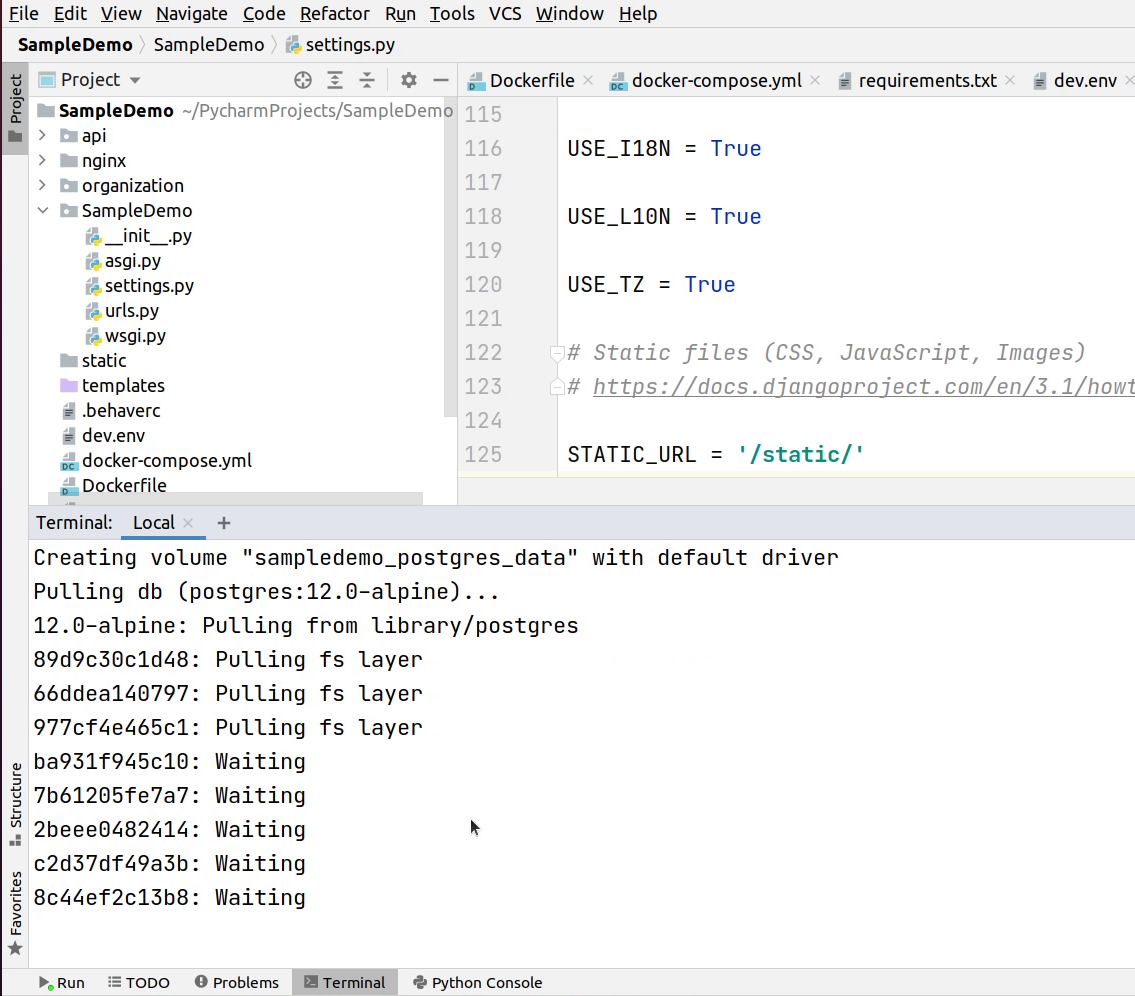 File Edit View Navigate Code Refactor Run Tools VCS Window Help
SampleDemo SampleDemo settings.py
Project
Project
Dockerfile docker-compose.yml requirements.txt dev.env
SampleDemo ~/PycharmProjects/SampleDemo
api
nginx
organization
SampleDemo
__init__.py
asgi.py
settings.py
urls.py
wsgi.py
static
templates
.behaverc
dev.env
docker-compose.yml
Dockerfile
115
116 USE_I18N = True
117
118 USE_L10N = True
119
120 USE_TZ = True
121
122 # Static files (CSS, JavaScript, Images)
123 # https://docs.djangoproject.com/en/3.1/howt
124
125 STATIC_URL = '/static/'
Terminal: Local +
Creating volume "sampledemo_postgres_data" with default driver
Pulling db (postgres:12.0-alpine)...
12.0-alpine: Pulling from library/postgres
89d9c30c1d48: Pulling fs layer
66ddea140797: Pulling fs layer
977cf4e465c1: Pulling fs layer
ba931f945c10: Waiting
7b61205fe7a7: Waiting
2beee0482414: Waiting
c2d37df49a3b: Waiting
8c44ef2c13b8: Waiting
Structure
Favorites
Run TODO Problems Terminal Python Console